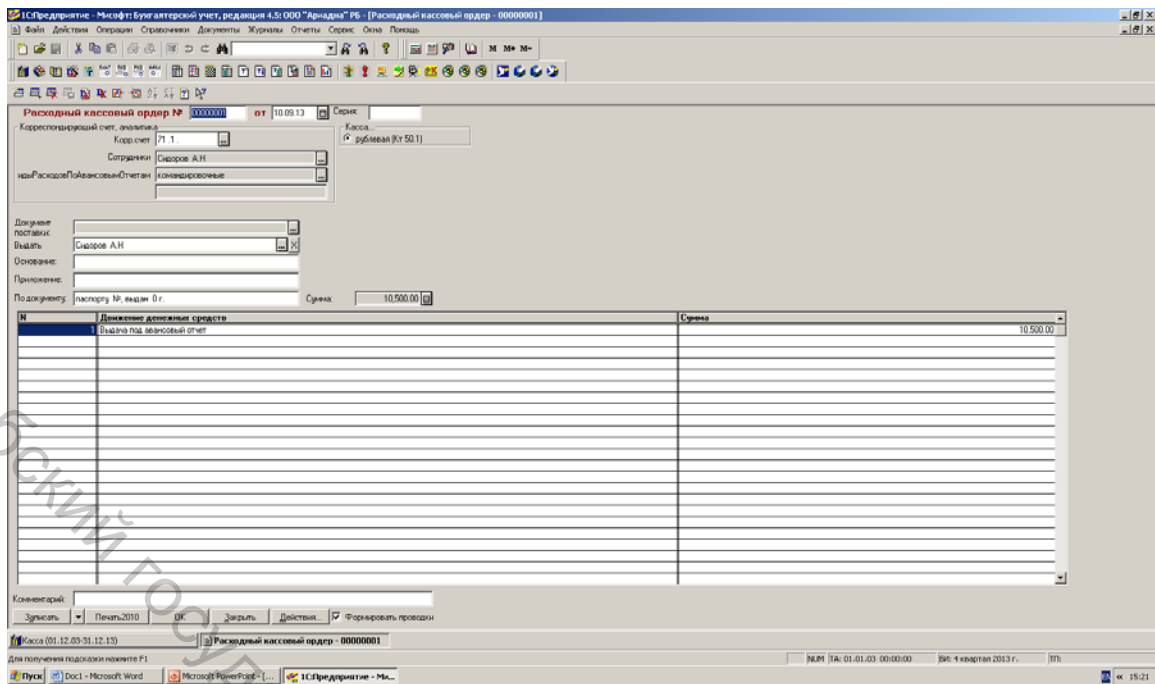 1С:Предприятие - Мисофт: Бухгалтерский учет, редакция 4.5: ООО "Ариадна" РБ - [Расходный кассовый ордер - 00000001]
Файл Действия Операции Справочники Документы Журналы Отчеты Сервис Окна Помощь
M M+ M-
Расходный кассовый ордер № 00000001 от 10.09.13 Серия:
Корреспондирующий счет, аналитика Касса...
Корр.счет 71 .1. ... рублевая (Кт 50.1)
Сотрудники Сидоров А.Н ...
идыРасходовПоАвансовымОтчетам командировочные ...
Документ поставки: ...
Выдать Сидоров А.Н ... X
Основание:
Приложение:
По документу: паспорту №, выдан 0 г. Сумма: 10,500.00
N Движение денежных средств Сумма
1 Выдача под авансовый отчет 10,500.00
Комментарий:
Записать Печать2010 OK Закрыть Действия... Формировать проводки
Касса (01.12.03-31.12.13) Расходный кассовый ордер - 00000001
Для получения подсказки нажмите F1 NUM ТА: 01.01.03 00:00:00 БИ: 4 квартал 2013 г. ТП:
Пуск Doc1 - Microsoft Word Microsoft PowerPoint - [... 1С:Предприятие - Ми... « 15:21
ский госу